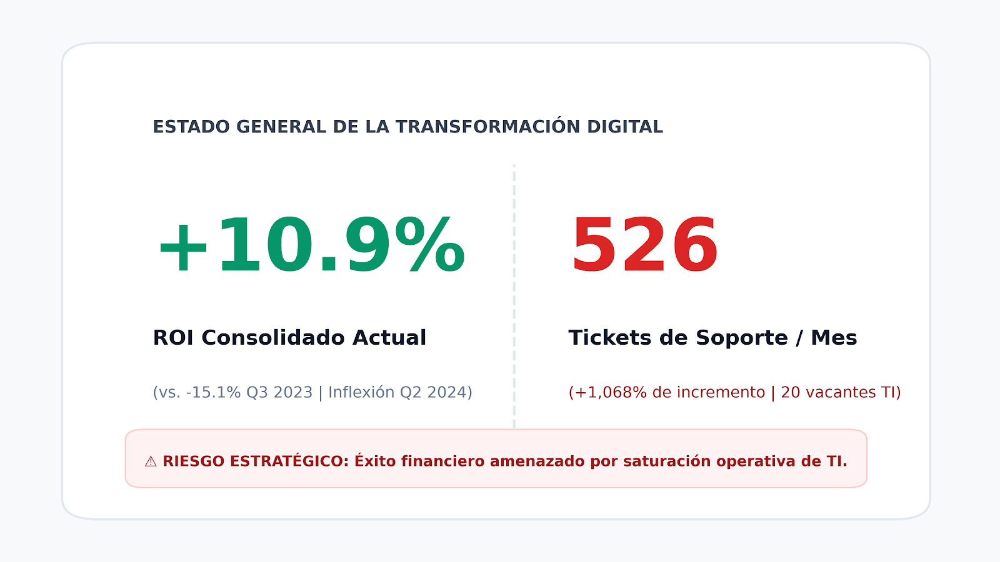 ESTADO GENERAL DE LA TRANSFORMACIÓN DIGITAL
+10.9%
526
ROI Consolidado Actual
Tickets de Soporte / Mes
(vs. -15.1% Q3 2023 | Inflexión Q2 2024)
(+1,068% de incremento | 20 vacantes TI)
⚠ RIESGO ESTRATÉGICO: Éxito financiero amenazado por saturación operativa de TI.